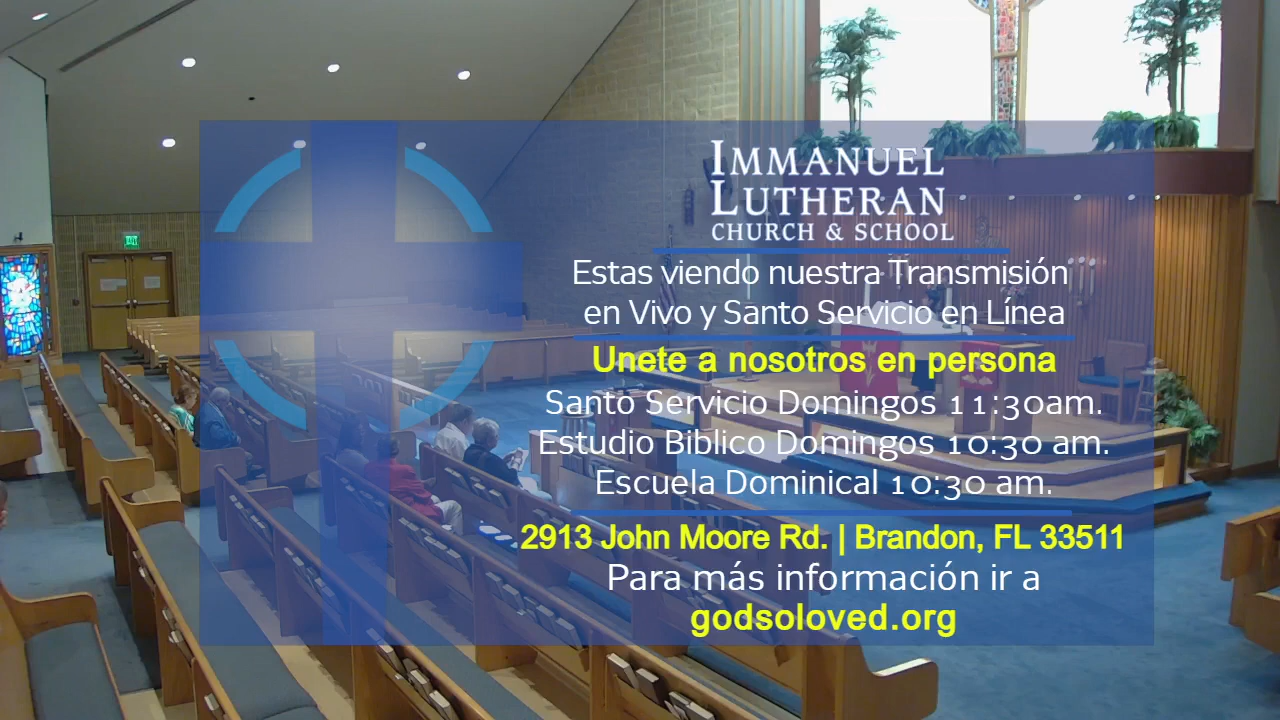 IMMANUEL
LUTHERAN
CHURCH & SCHOOL
Estas viendo nuestra Transmisión
en Vivo y Santo Servicio en Línea
Unete a nosotros en persona
Santo Servicio Domingos 11:30am.
Estudio Biblico Domingos 10:30 am.
Escuela Dominical 10:30 am.
2913 John Moore Rd. | Brandon, FL 33511
Para más información ir a
godsoloved.org